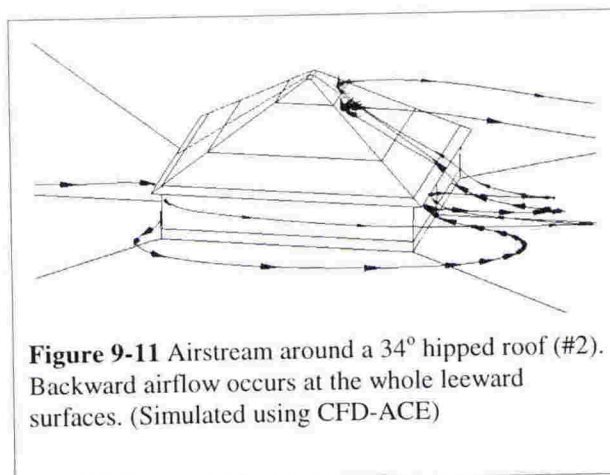 Figure 9-11 Airstream around a 34° hipped roof (#2).
Backward airflow occurs at the whole leeward
surfaces. (Simulated using CFD-ACE)